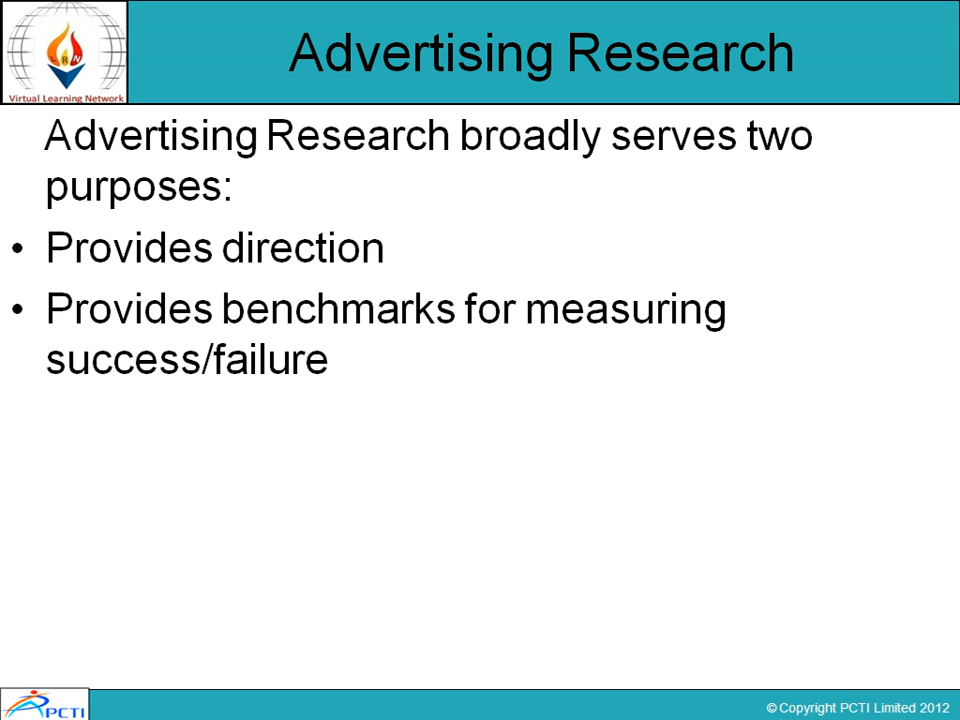 Virtual Learning Network
Advertising Research
Advertising Research broadly serves two
purposes:
• Provides direction
• Provides benchmarks for measuring
success/failure
PCTI
© Copyright PCTI Limited 2012